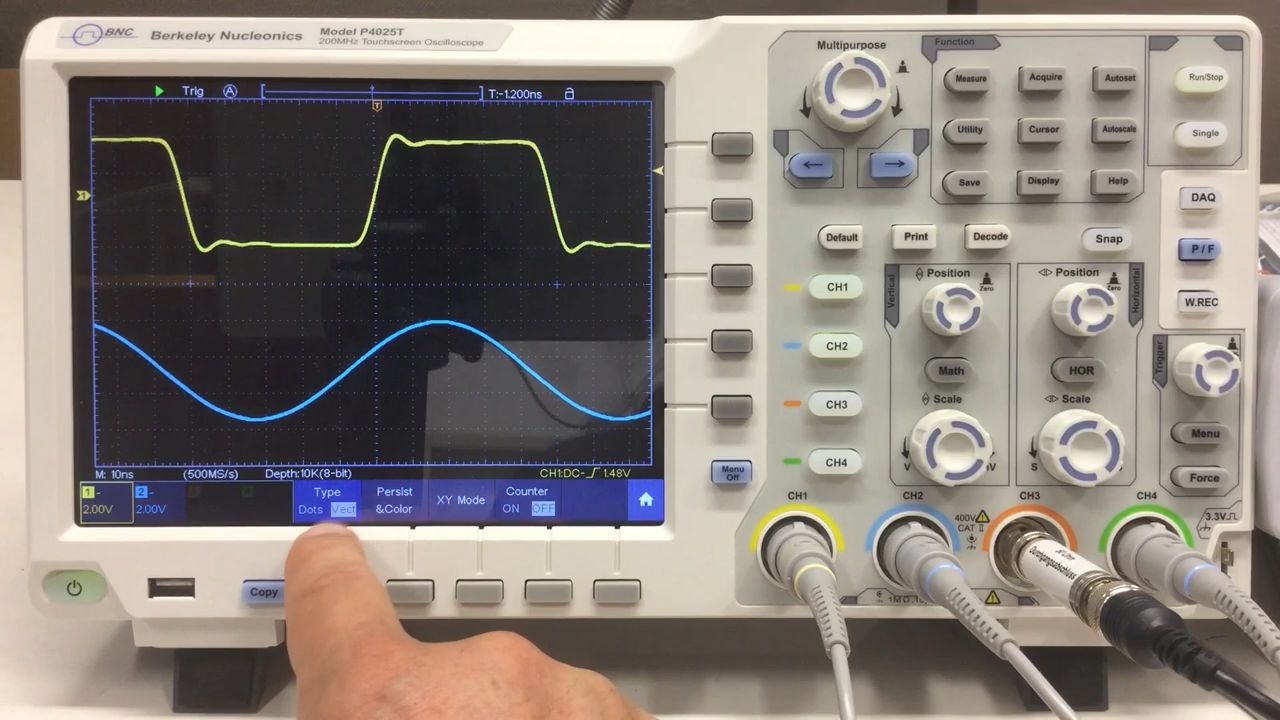 BNC
Berkeley Nucleonics
Model P4025T
200MHz Touchscreen Oscilloscope
Trig
A
T:-1.200ns
T
M: 10ns
(500MS/s)
Depth:10K(8-bit)
CH1:DC-
1.48V
1
2.00V
2
2.00V
Type
Dots Vect
Persist
&Color
XY Mode
Counter
ON OFF
Copy
Menu
Off
Multipurpose
Function
Measure
Acquire
Autoset
Utility
Cursor
Autoscale
Save
Display
Help
Run/Stop
Single
DAQ
P / F
W.REC
Default
Print
Decode
Snap
CH1
CH2
CH3
CH4
Vertical
Position
Zero
Math
Scale
V
Horizontal
Position
Zero
HOR
Scale
S
Trigger
Menu
Force
CH1
CH2
CH3
CH4
400V
CAT II
3.3V
50 Ohm
Durchgangsabschluss